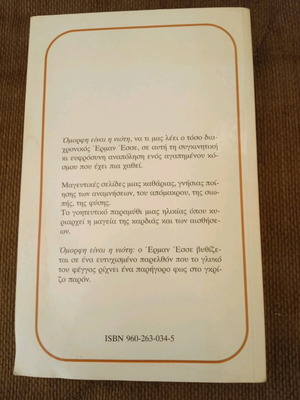 Ὄμορφη εἶναι ἡ νιότη, να τι μας λέει ο τόσο δια-
χρονικός Έρμαν Έσσε, σε αυτή τη συγκινητική
κι ευφρόσυνη αναπόληση ενός αγαπημένου κό-
σμου που έχει πια χαθεί.
Μαγευτικές σελίδες μιας καθάριας, γνήσιας ποί-
ησης των αναμνήσεων, του απόμακρου, της σιω-
πής, της φύσης.
Το γοητευτικό παραμύθι μιας ηλικίας όπου κυ-
ριαρχεί η μαγεία της καρδιάς και των αισθήσε-
ων.
Ὄμορφη εἶναι ἡ νιότη: ο Έρμαν Έσσε βυθίζε-
ται σε ένα ευτυχισμένο παρελθόν που το γλυκό
του φέγγος ρίχνει ένα παρήγορο φως στο γκρί-
ζο παρόν.
ISBN 960-263-034-5